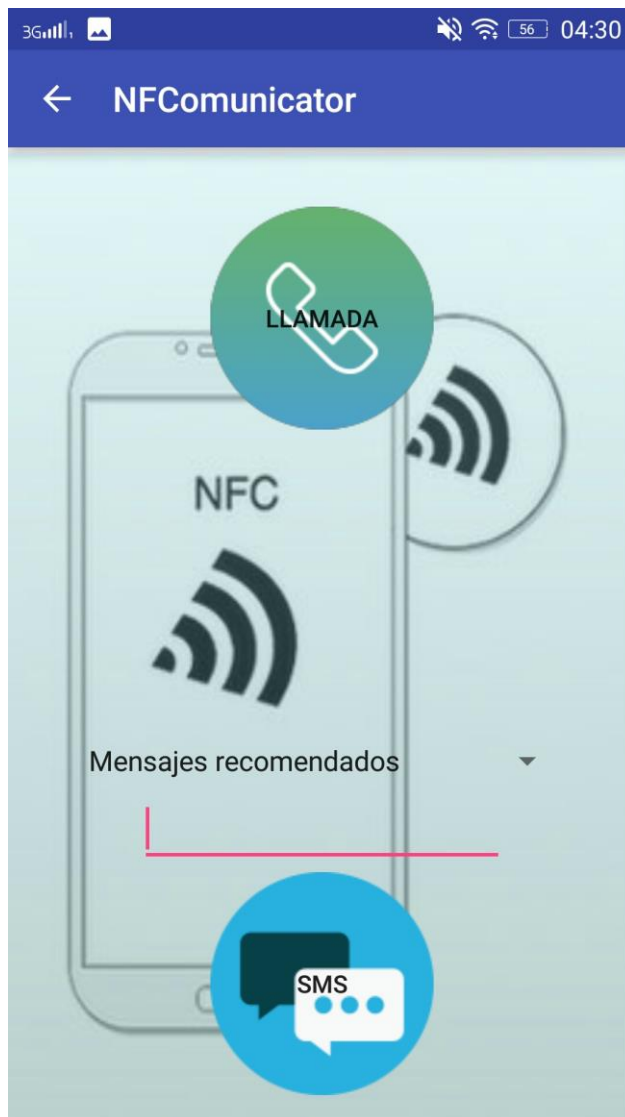 3G 56 04:30
NFComunicator
LLAMADA
NFC
Mensajes recomendados
SMS